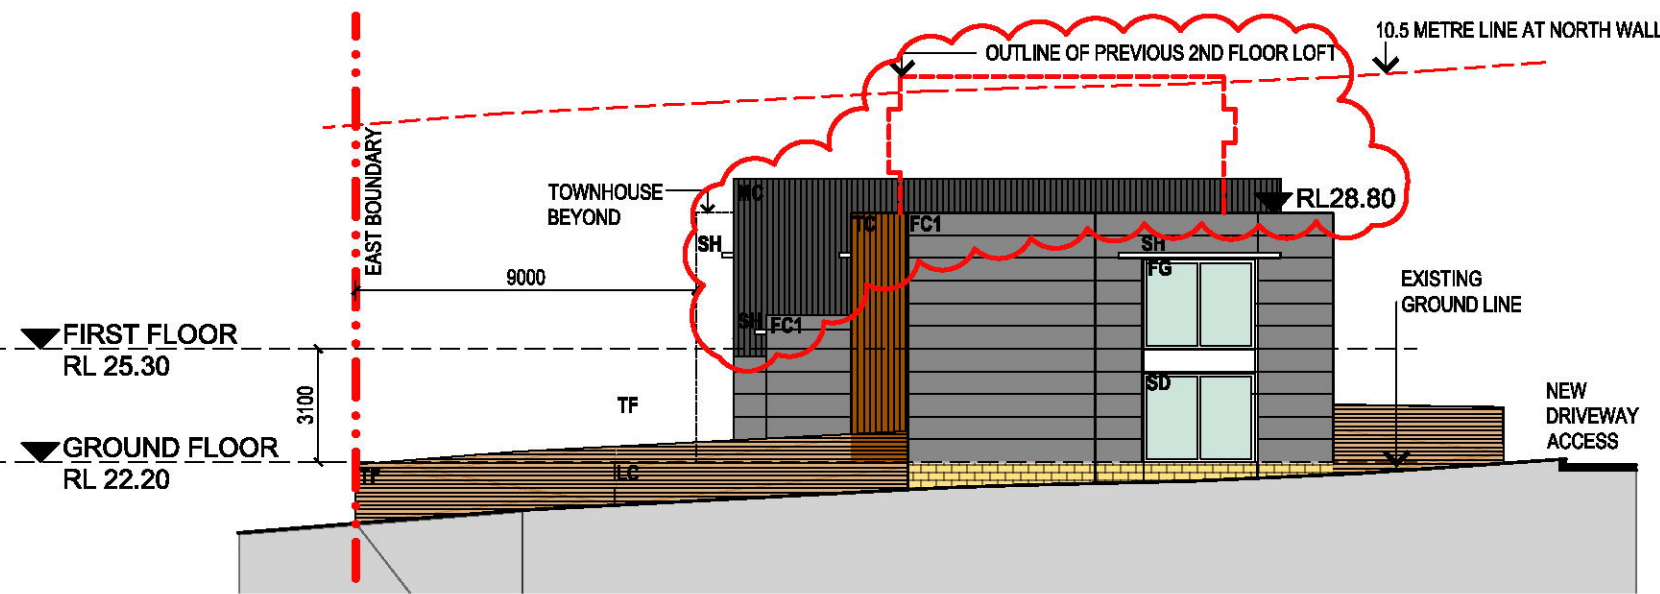 10.5 METRE LINE AT NORTH WALL
OUTLINE OF PREVIOUS 2ND FLOOR LOFT
EAST BOUNDARY
TOWNHOUSE
BEYOND
MC
RL28.80
TC
FC1
SH
SH
FG
9000
EXISTING
GROUND LINE
SH
FC1
FIRST FLOOR
RL 25.30
3100
TF
SD
NEW
DRIVEWAY
ACCESS
GROUND FLOOR
RL 22.20
TF
LC